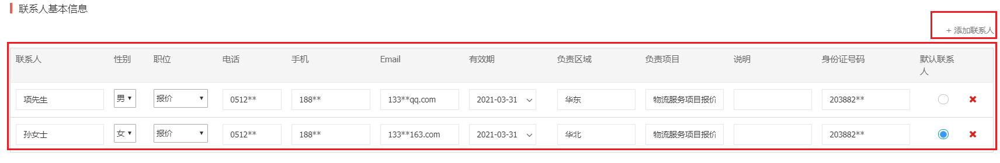 联系人基本信息
+ 添加联系人
联系人 性别 职位 电话 手机 Email 有效期 负责区域 负责项目 说明 身份证号码 默认联系
人
项先生 男 报价 0512** 188** 133**qq.com 2021-03-31 华东 物流服务项目报价 203882**
孙女士 女 报价 0512** 188** 133**163.com 2021-03-31 华北 物流服务项目报价 203882**